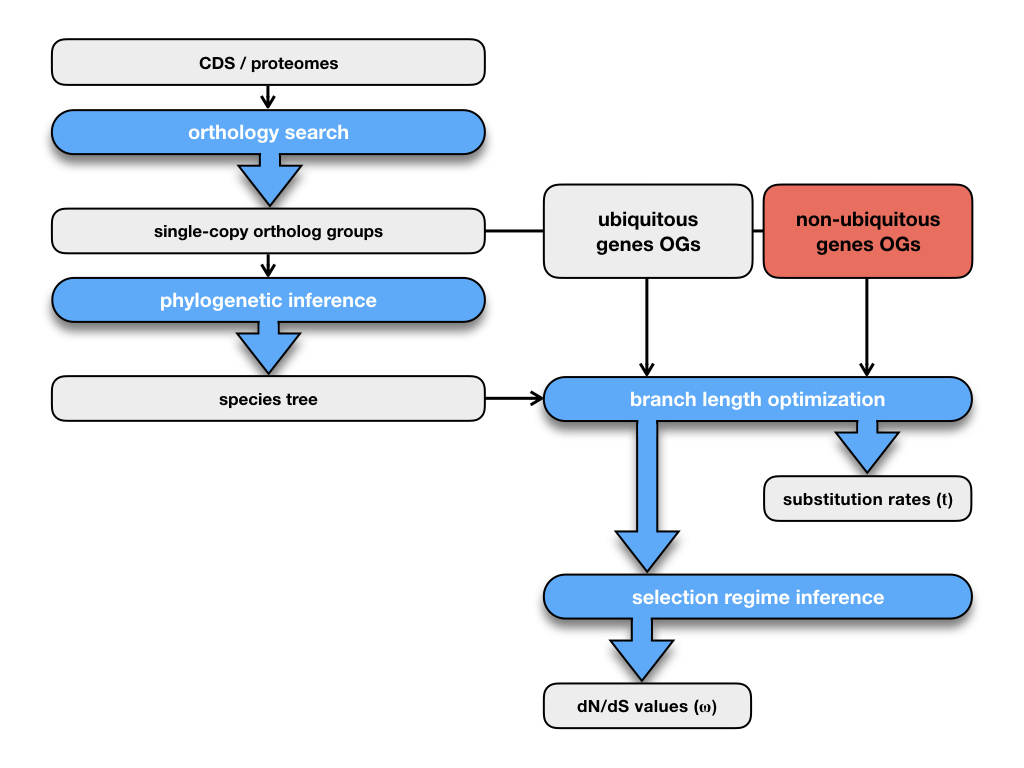 CDS / proteomes
orthology search
single-copy ortholog groups
ubiquitous
genes OGs
non-ubiquitous
genes OGs
phylogenetic inference
species tree
branch length optimization
substitution rates (t)
selection regime inference
dN/dS values (ω)